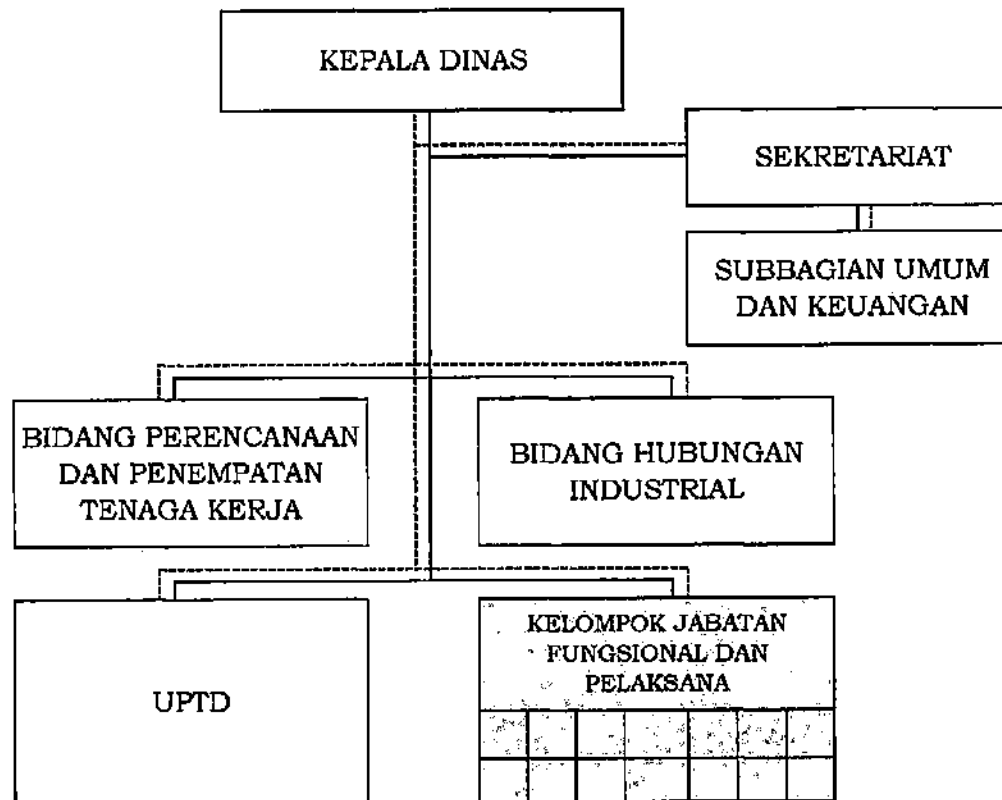 KEPALA DINAS
SEKRETARIAT
SUBBAGIAN UMUM
DAN KEUANGAN
BIDANG PERENCANAAN
DAN PENEMPATAN
TENAGA KERJA
BIDANG HUBUNGAN
INDUSTRIAL
UPTD
KELOMPOK JABATAN
FUNGSIONAL DAN
PELAKSANA